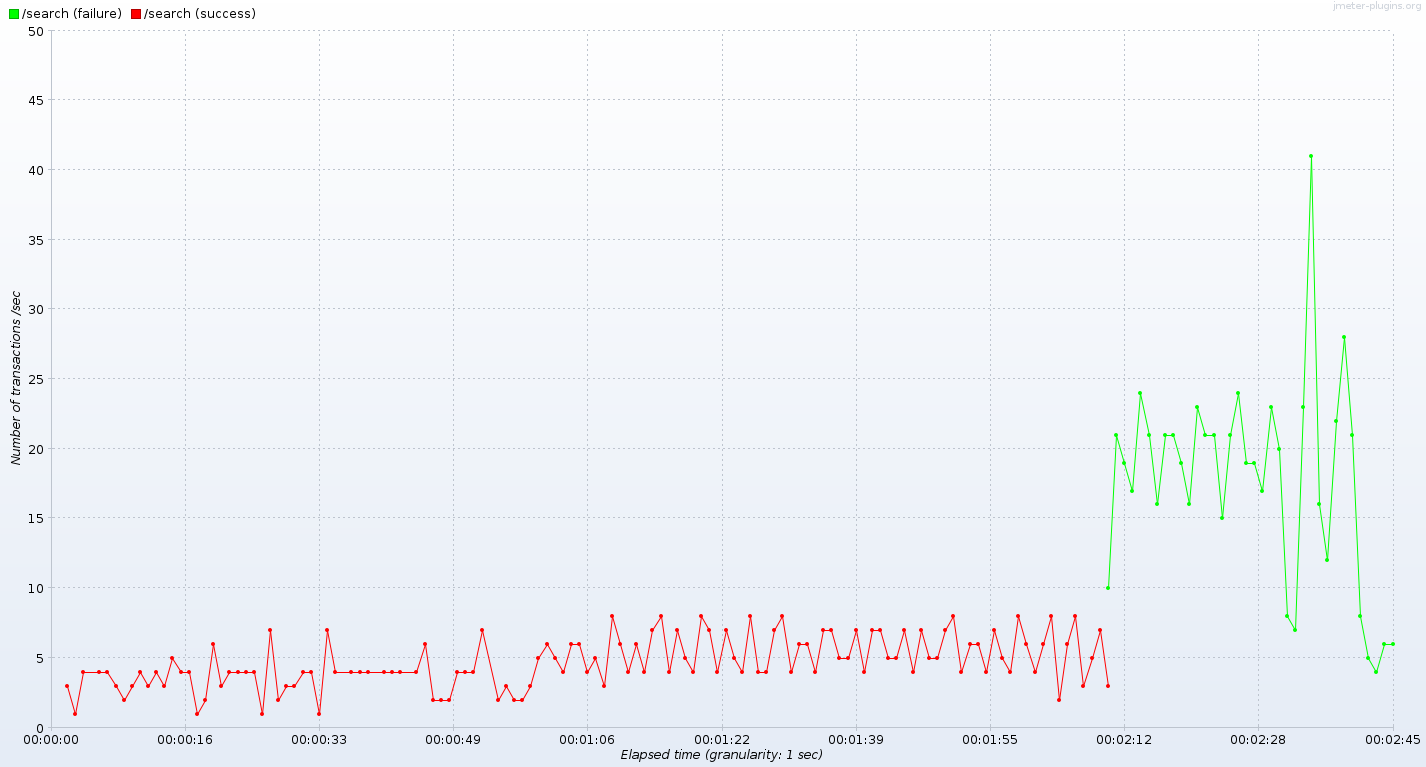 /search (failure) /search (success)
jmeter-plugins.org
50
45
40
35
30
25
20
15
10
5
0
Number of transactions /sec
00:00:00 00:00:16 00:00:33 00:00:49 00:01:06 00:01:22 00:01:39 00:01:55 00:02:12 00:02:28 00:02:45
Elapsed time (granularity: 1 sec)